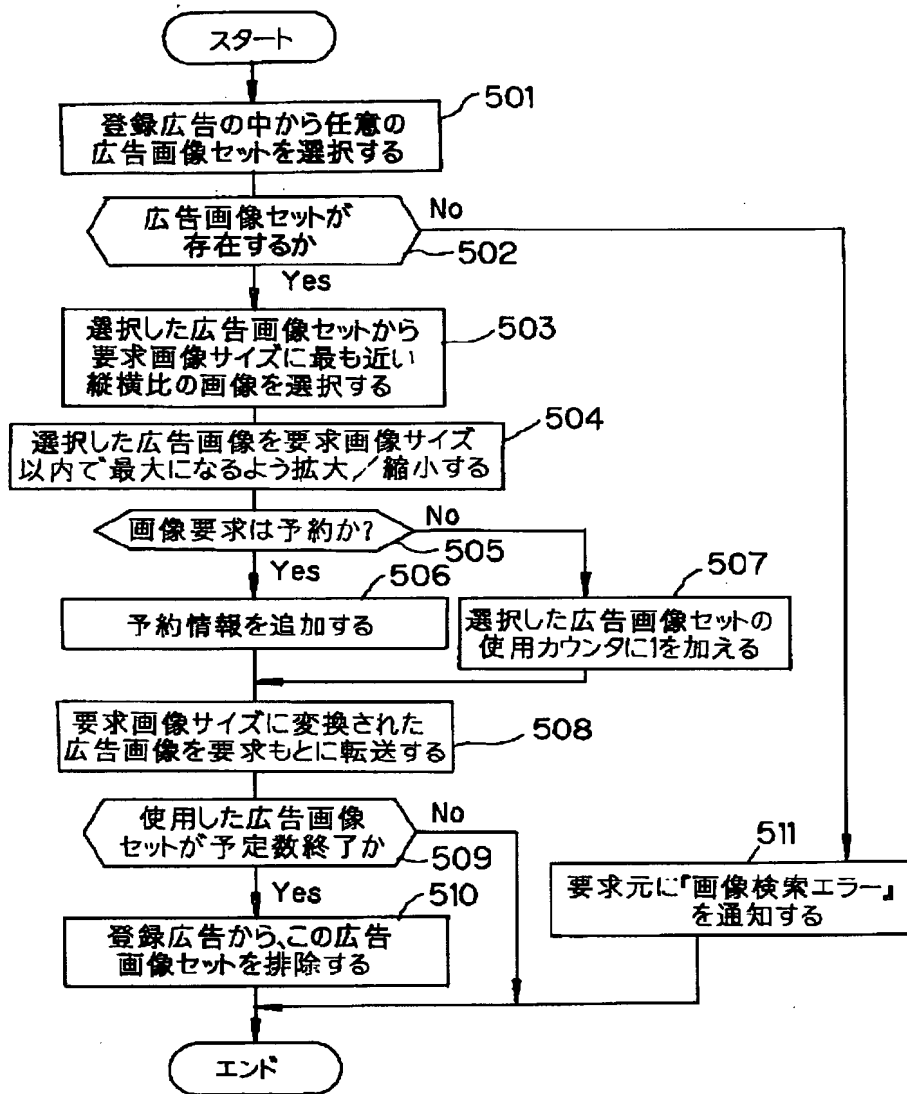 スタート
501
登録広告の中から任意の
広告画像セットを選択する
広告画像セットが
存在するか
No
502
Yes
選択した広告画像セットから
要求画像サイズに最も近い
縦横比の画像を選択する
503
選択した広告画像を要求画像サイズ
以内で最大になるよう拡大/縮小する
504
画像要求は予約か?
No
505
Yes
506
予約情報を追加する
507
選択した広告画像セットの
使用カウンタに1を加える
要求画像サイズに変換された
広告画像を要求もとに転送する
508
使用した広告画像
セットが予定数終了か
No
509
Yes
510
登録広告から、この広告
画像セットを排除する
511
要求元に『画像検索エラー』
を通知する
エンド